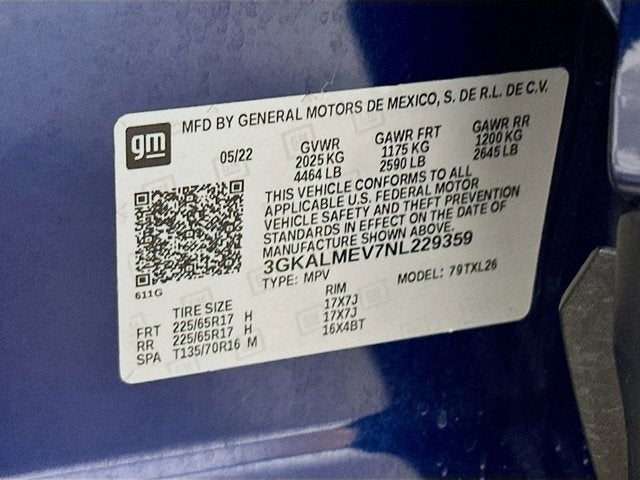 gm
MFD BY GENERAL MOTORS DE MEXICO, S. DE R.L. DE C.V.
05/22 GVWR GAWR FRT GAWR RR
2025 KG 1175 KG 1200 KG
4464 LB 2590 LB 2645 LB
THIS VEHICLE CONFORMS TO ALL
APPLICABLE U.S. FEDERAL MOTOR
VEHICLE SAFETY AND THEFT PREVENTION
STANDARDS IN EFFECT ON THE DATE OF
MANUFACTURE SHOWN ABOVE.
3GKALMEV7NL229359
TYPE: MPV MODEL: 79TXL26
611G
TIRE SIZE RIM
FRT 225/65R17 H 17X7J
RR 225/65R17 H 17X7J
SPA T135/70R16 M 16X4BT